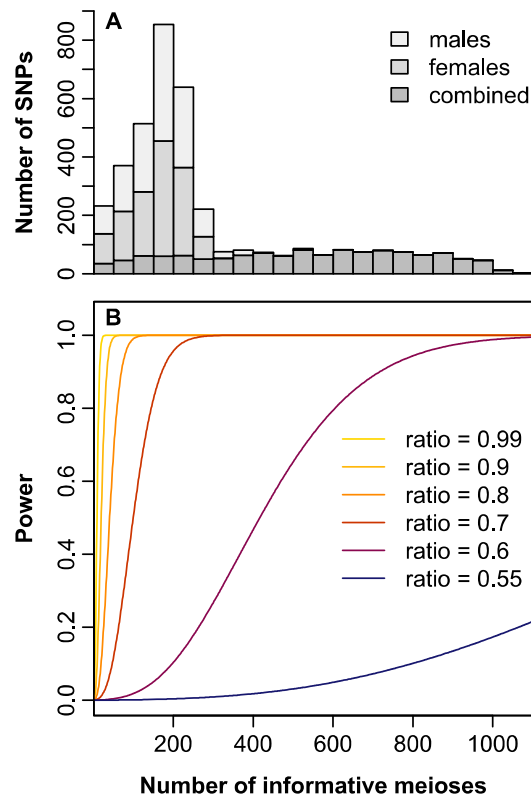 A
males
females
combined
Number of SNPs
0
200
400
600
800
B
ratio = 0.99
ratio = 0.9
ratio = 0.8
ratio = 0.7
ratio = 0.6
ratio = 0.55
Power
0.0
0.2
0.4
0.6
0.8
1.0
200
400
600
800
1000
Number of informative meioses